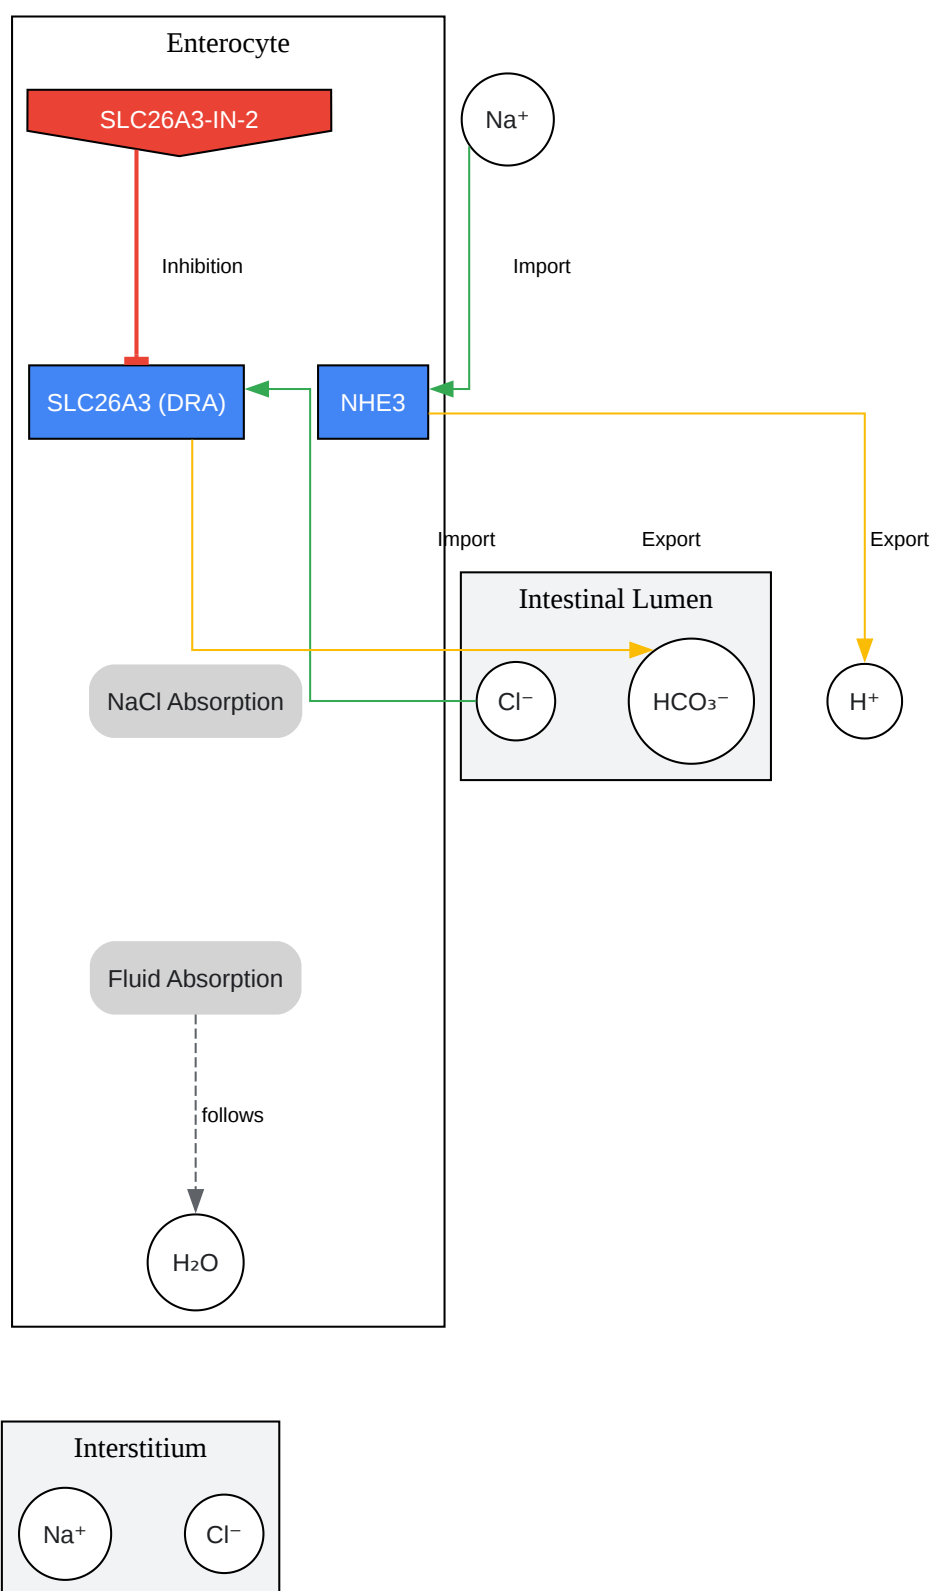 Enterocyte
SLC26A3-IN-2
Na⁺
Inhibition
Import
SLC26A3 (DRA)
NHE3
Import
Export
Export
Intestinal Lumen
NaCl Absorption
Cl⁻
HCO₃⁻
H⁺
Fluid Absorption
follows
H₂O
Interstitium
Na⁺
Cl⁻